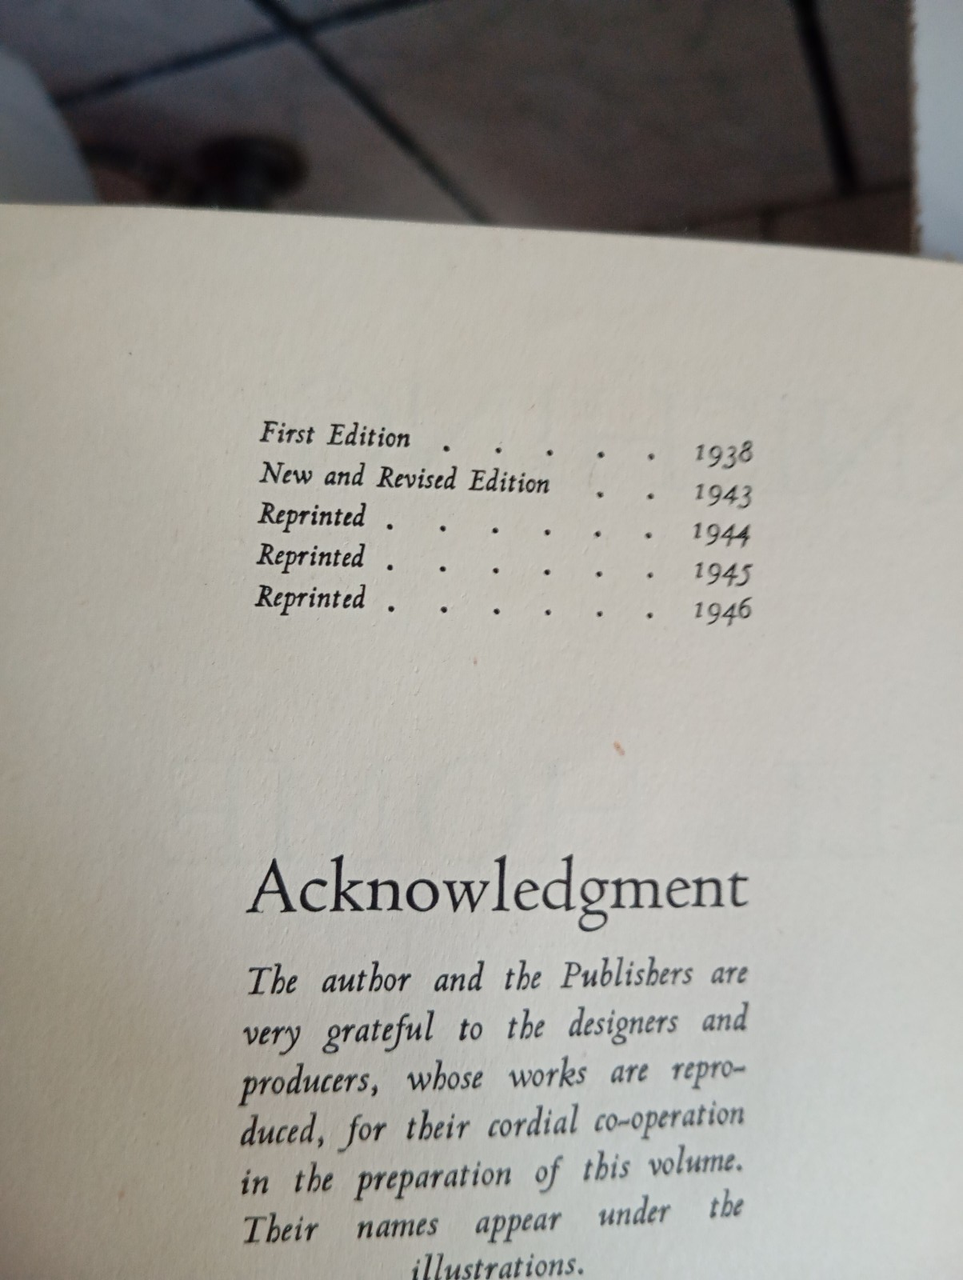 First Edition . . . . . 1938
New and Revised Edition . . 1943
Reprinted . . . . . . 1944
Reprinted . . . . . . 1945
Reprinted . . . . . . 1946
Acknowledgment
The author and the Publishers are
very grateful to the designers and
producers, whose works are repro-
duced, for their cordial co-operation
in the preparation of this volume.
Their names appear under the
illustrations.